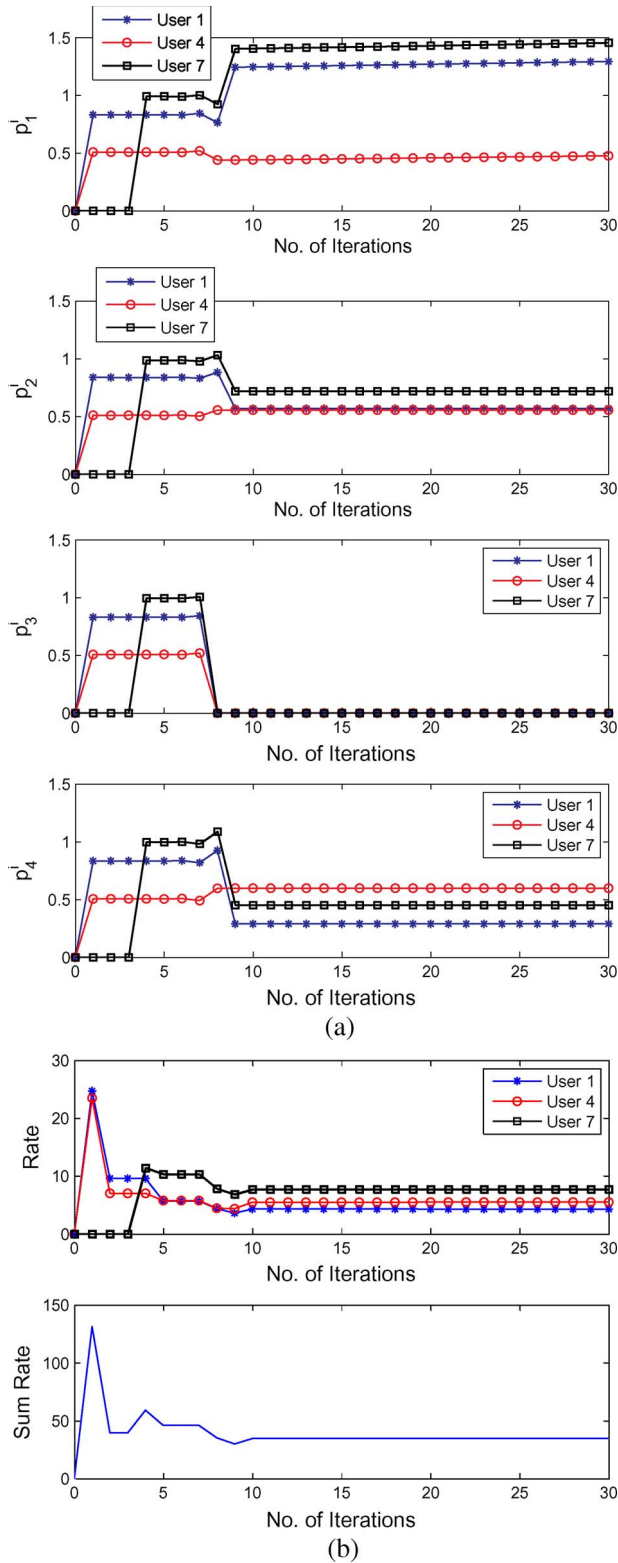 User 1
User 4
User 7
1.5
1
0.5
0
p₁ⁱ
0 5 10 15 20 25 30
No. of Iterations
User 1
User 4
User 7
1.5
1
0.5
0
p₂ⁱ
0 5 10 15 20 25 30
No. of Iterations
User 1
User 4
User 7
1.5
1
0.5
0
p₃ⁱ
0 5 10 15 20 25 30
No. of Iterations
User 1
User 4
User 7
1.5
1
0.5
0
p₄ⁱ
0 5 10 15 20 25 30
No. of Iterations
(a)
User 1
User 4
User 7
30
20
10
0
Rate
0 5 10 15 20 25 30
No. of Iterations
150
100
50
0
Sum Rate
0 5 10 15 20 25 30
No. of Iterations
(b)